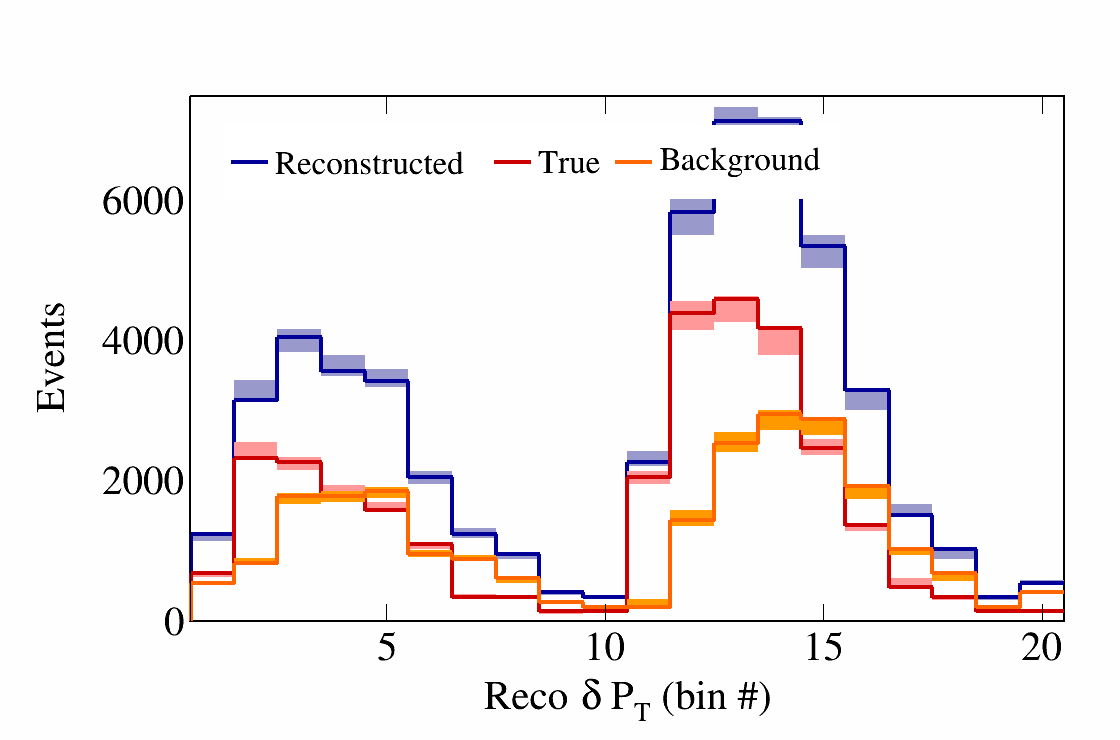 Reconstructed True Background
6000
4000
2000
0
Events
5 10 15 20
Reco δ P_T (bin #)